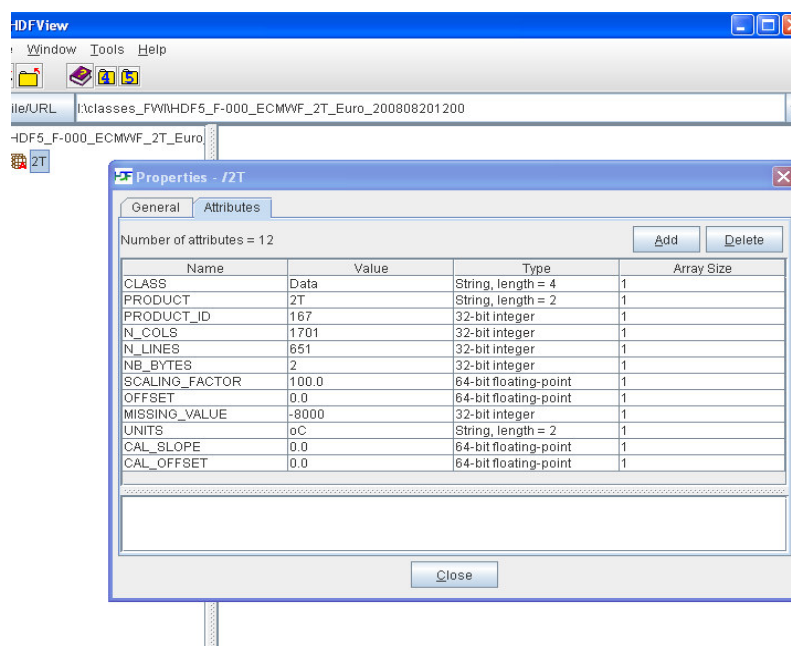 HDFView
Window Tools Help
4 5
ile/URL I:\classes_FWI\HDF5_F-000_ECMWF_2T_Euro_200808201200
HDF5_F-000_ECMWF_2T_Euro
2T
Properties - /2T
General Attributes
Number of attributes = 12 Add Delete
Name Value Type Array Size
CLASS Data String, length = 4 1
PRODUCT 2T String, length = 2 1
PRODUCT_ID 167 32-bit integer 1
N_COLS 1701 32-bit integer 1
N_LINES 651 32-bit integer 1
NB_BYTES 2 32-bit integer 1
SCALING_FACTOR 100.0 64-bit floating-point 1
OFFSET 0.0 64-bit floating-point 1
MISSING_VALUE -8000 32-bit integer 1
UNITS oC String, length = 2 1
CAL_SLOPE 0.0 64-bit floating-point 1
CAL_OFFSET 0.0 64-bit floating-point 1
Close